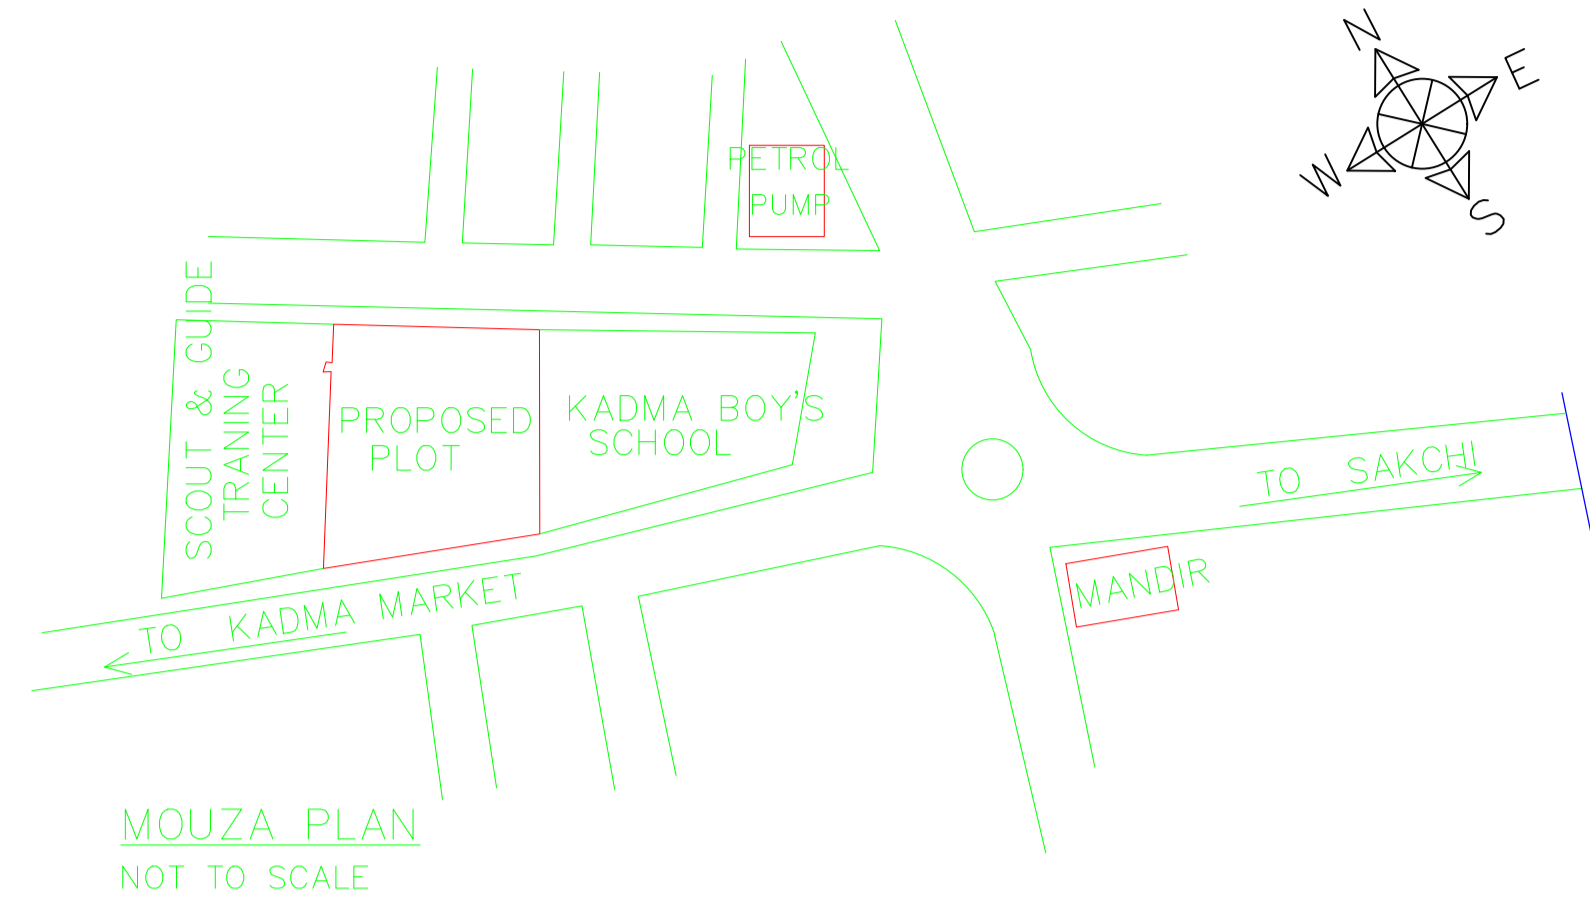 N
E
W
S
PETROL
PUMP
SCOUT & GUIDE
TRANING
CENTER
PROPOSED
PLOT
KADMA BOY'S
SCHOOL
TO SAKCHI
MANDIR
TO KADMA MARKET
MOUZA PLAN
NOT TO SCALE